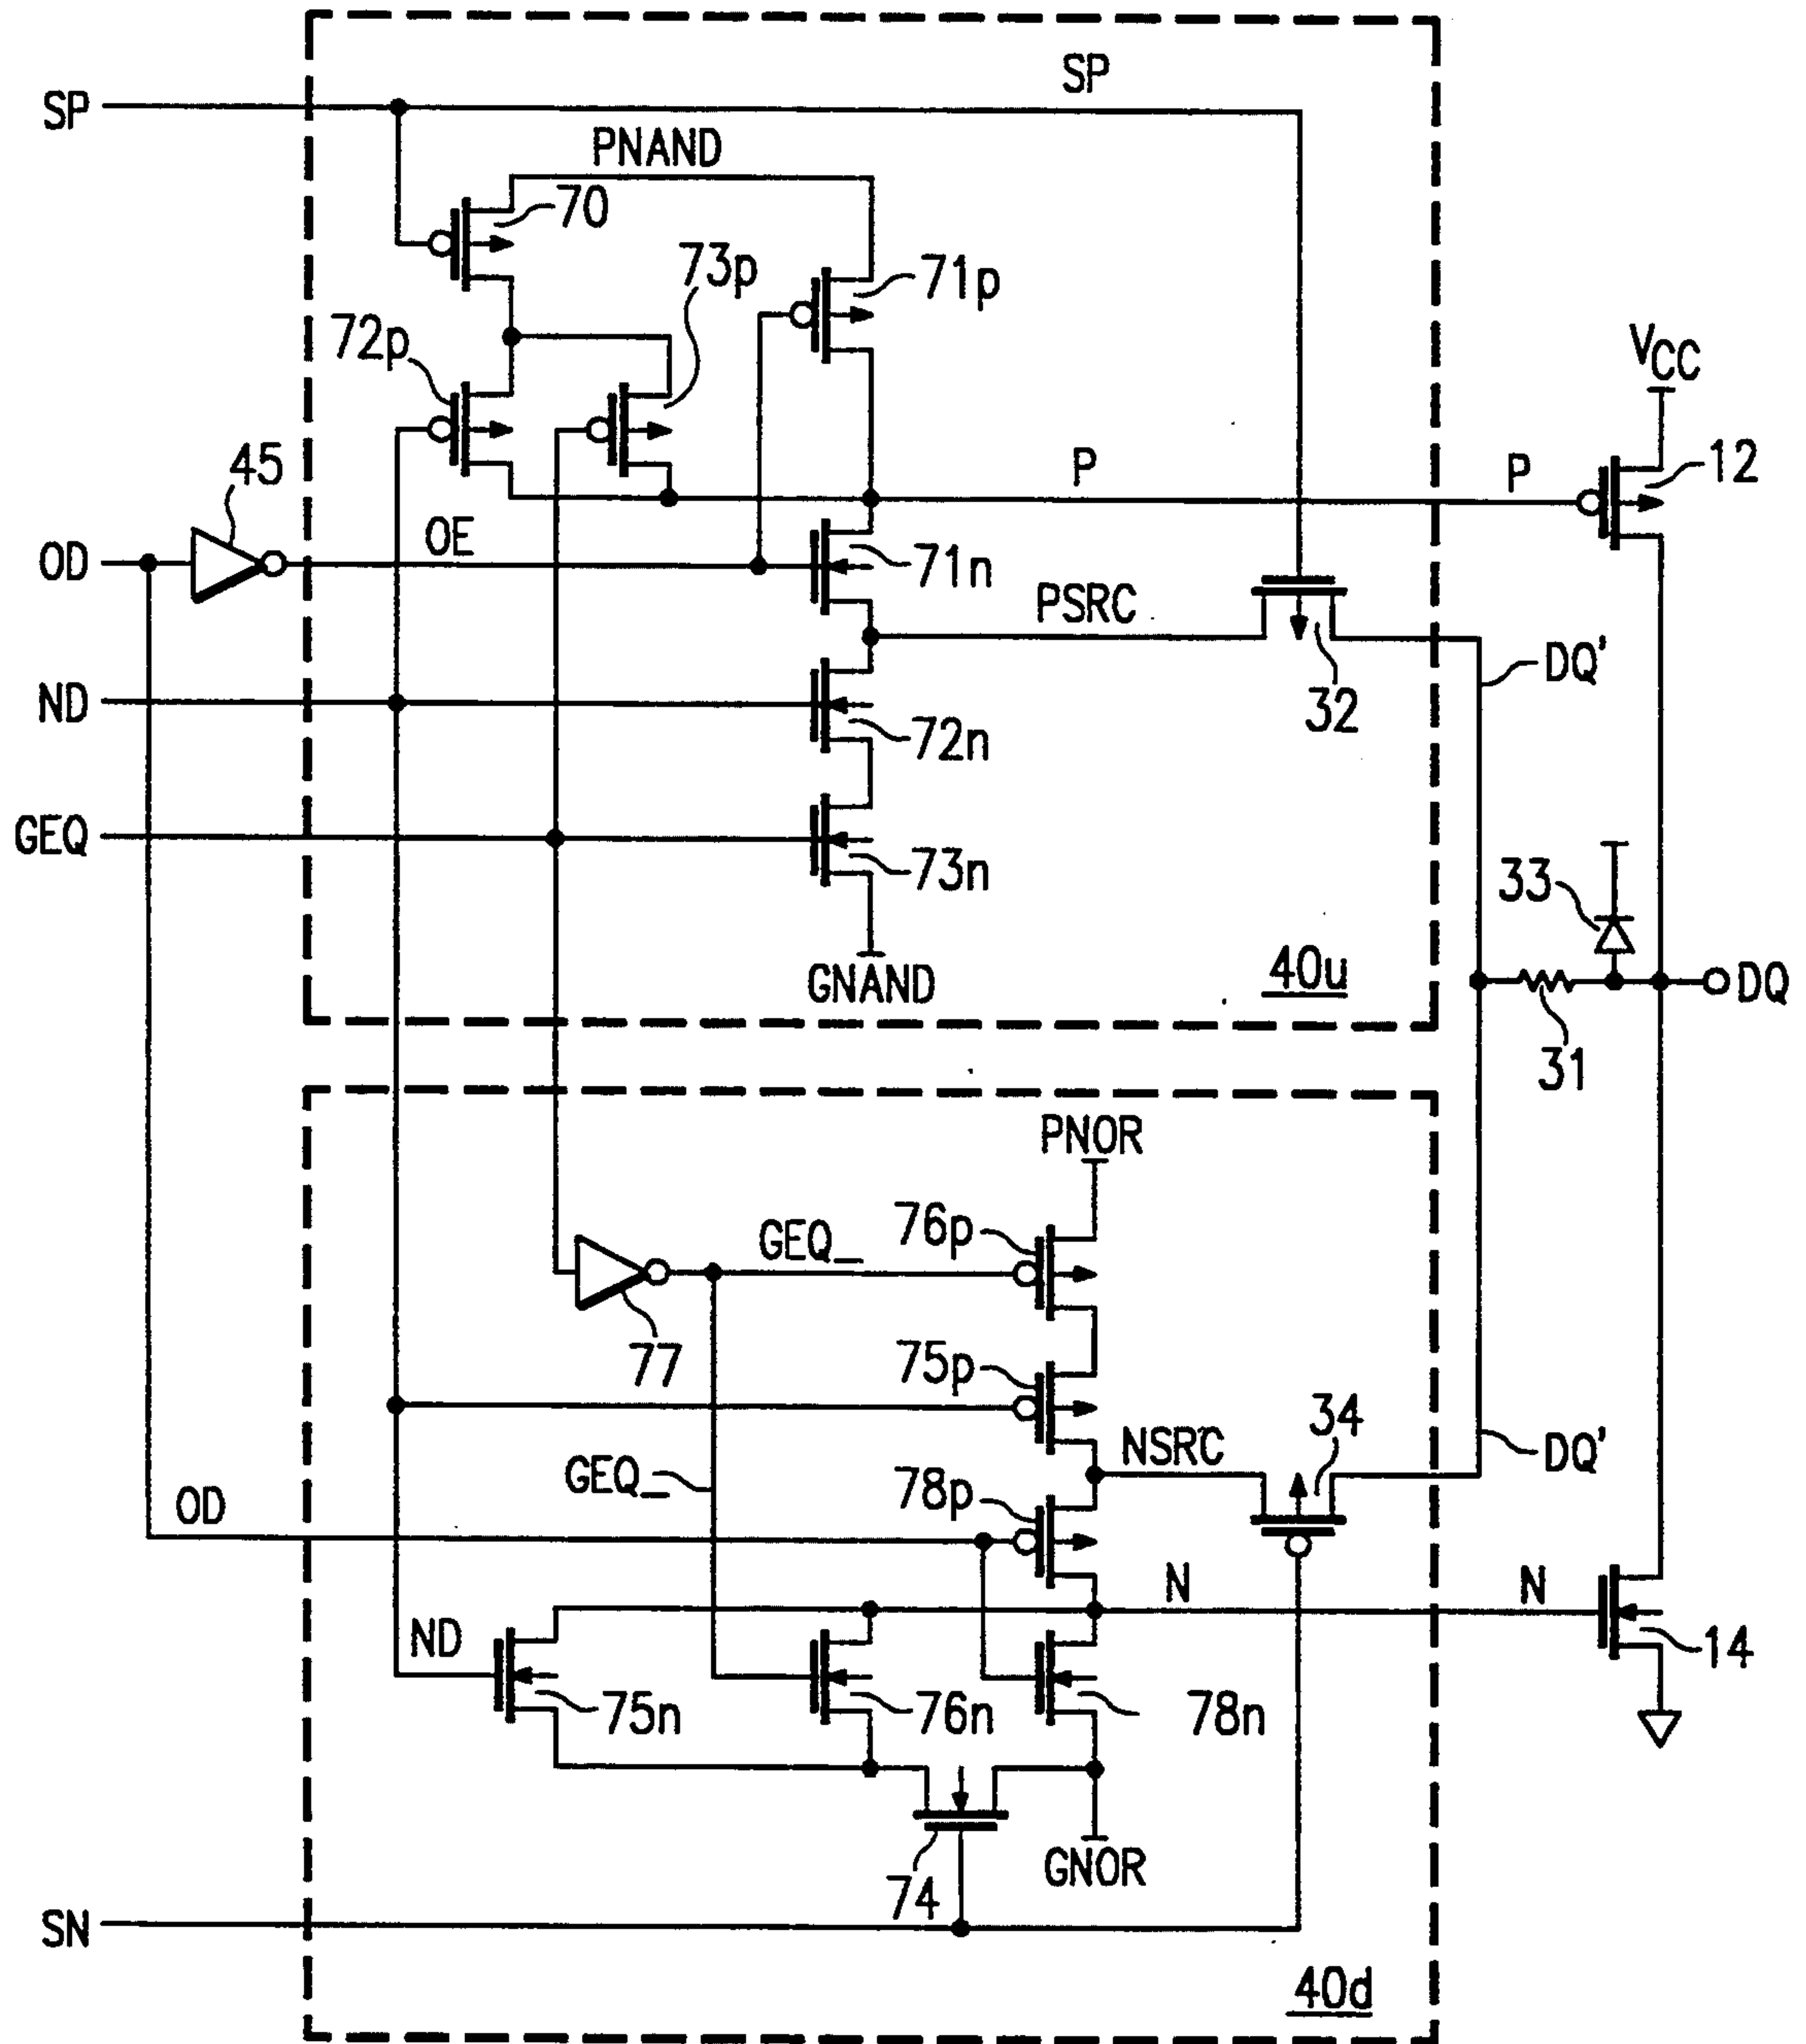 SP
SP
PNAND
70
73p
71p
72p
VCC
12
45
P
P
OD
OE
71n
PSRC
DQ'
ND
32
72n
GEQ
73n
33
GNAND
40u
DQ
31
PNOR
76p
GEQ_
77
75p
34
NSRC
DQ'
GEQ_
78p
OD
N
N
ND
14
75n
76n
78n
74
GNOR
SN
40d